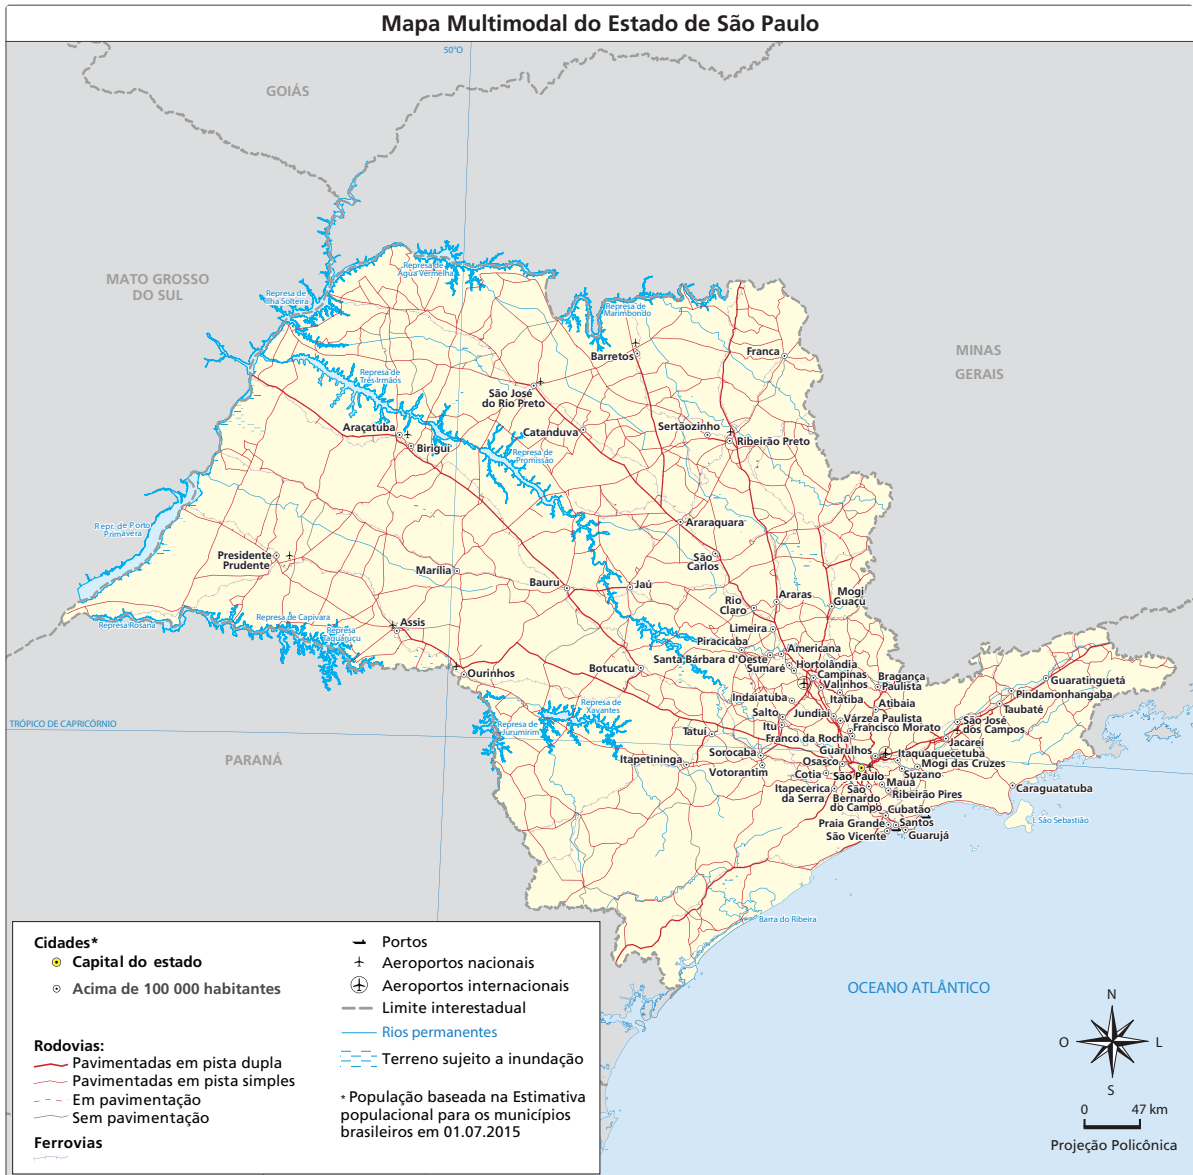 Mapa Multimodal do Estado de São Paulo
50°O
GOIÁS
MATO GROSSO
DO SUL
MINAS
GERAIS
PARANÁ
TRÓPICO DE CAPRICÓRNIO
OCEANO ATLÂNTICO
Represa de
Água Vermelha
Represa de
Ilha Solteira
Represa de
Marimbondo
Represa de
Três Irmãos
Represa de
Promissão
Repr. de Porto
Primavera
Represa Rosana
Represa de Capivara
Represa
Taquaruçu
Represa de
Xavantes
Represa de
Jurumirim
I. São Sebastião
Barra do Ribeira
Barretos
Franca
São José
do Rio Preto
Catanduva
Sertãozinho
Ribeirão Preto
Araçatuba
Birigui
Araraquara
São
Carlos
Presidente
Prudente
Marília
Bauru
Jaú
Rio
Claro
Araras
Mogi
Guaçu
Assis
Limeira
Piracicaba
Americana
Santa Bárbara d'Oeste
Hortolândia
Sumaré
Campinas
Valinhos
Ourinhos
Botucatu
Bragança
Paulista
Guaratinguetá
Pindamonhangaba
Indaiatuba
Itatiba
Atibaia
Taubaté
Salto
Jundiaí
Várzea Paulista
São José
dos Campos
Itu
Francisco Morato
Tatuí
Franco da Rocha
Jacareí
Sorocaba
Guarulhos
Itaquaquecetuba
Itapetininga
Osasco
Mogi das Cruzes
Votorantim
Cotia
São Paulo
Suzano
Mauá
Itapecerica
da Serra
São
Bernardo
do Campo
Ribeirão Pires
Caraguatatuba
Cubatão
Praia Grande
Santos
São Vicente
Guarujá
Cidades*
Capital do estado
Acima de 100 000 habitantes
Rodovias:
Pavimentadas em pista dupla
Pavimentadas em pista simples
Em pavimentação
Sem pavimentação
Ferrovias
Portos
Aeroportos nacionais
Aeroportos internacionais
Limite interestadual
Rios permanentes
Terreno sujeito a inundação
* População baseada na Estimativa
populacional para os municípios
brasileiros em 01.07.2015
N
O
L
S
0 47 km
Projeção Policônica